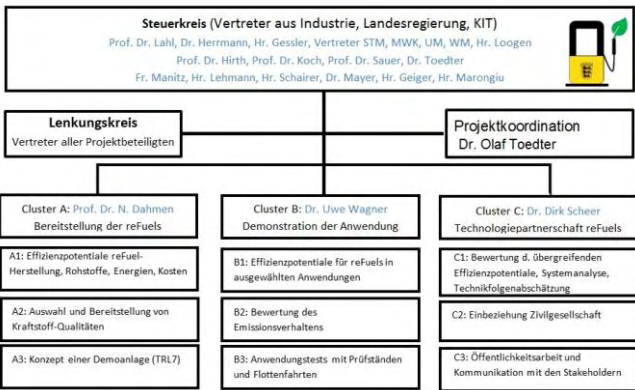 Steuerkreis (Vertreter aus Industrie, Landesregierung, KIT)
Prof. Dr. Lahl, Dr. Herrmann, Hr. Gessler, Vertreter STM, MWK, UM, WM, Hr. Loogen
Prof. Dr. Hirth, Prof. Dr. Koch, Prof. Dr. Sauer, Dr. Toedter
Fr. Manitz, Hr. Lehmann, Hr. Schairer, Dr. Mayer, Hr. Geiger, Hr. Marongiu
Lenkungskreis
Vertreter aller Projektbeteiligten
Projektkoordination
Dr. Olaf Toedter
Cluster A: Prof. Dr. N. Dahmen
Bereitstellung der reFuels
A1: Effizienzpotentiale reFuel-
Herstellung, Rohstoffe, Energien, Kosten
A2: Auswahl und Bereitstellung von
Kraftstoff-Qualitäten
A3: Konzept einer Demoanlage (TRL7)
Cluster B: Dr. Uwe Wagner
Demonstration der Anwendung
B1: Effizienzpotentiale für reFuels in
ausgewählten Anwendungen
B2: Bewertung des
Emissionsverhaltens
B3: Anwendungstests mit Prüfständen
und Flottenfahrten
Cluster C: Dr. Dirk Scheer
Technologiepartnerschaft reFuels
C1: Bewertung d. übergreifenden
Effizienzpotentiale, Systemanalyse,
Technikfolgenabschätzung
C2: Einbeziehung Zivilgesellschaft
C3: Öffentlichkeitsarbeit und
Kommunikation mit den Stakeholdern